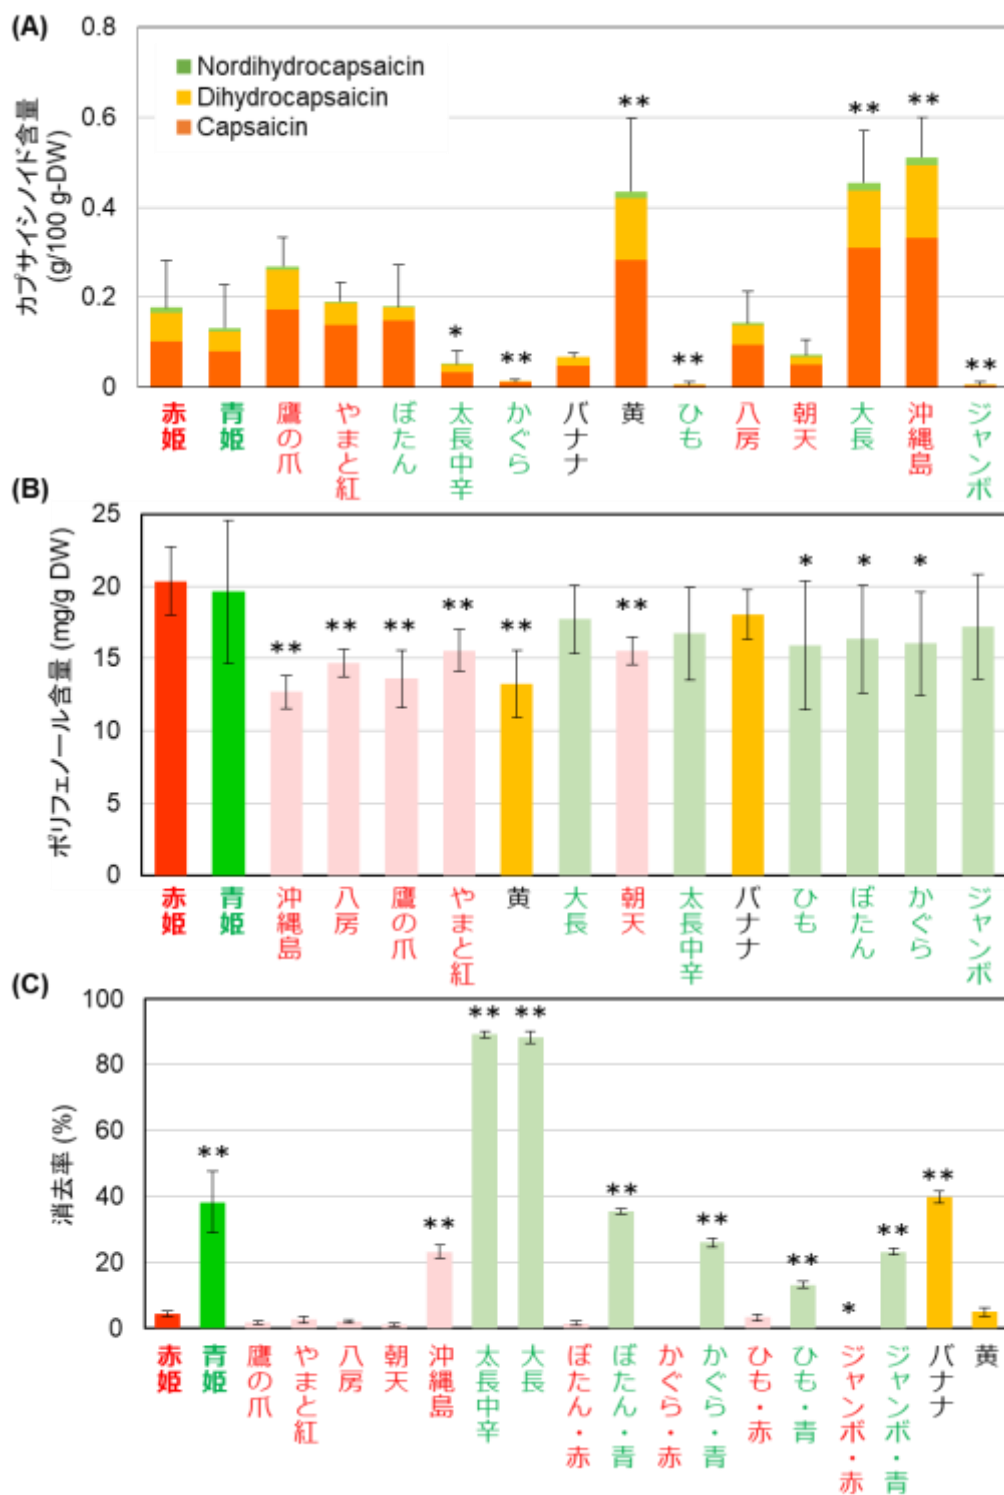 (A)
カプサイシノイド含量
(g/100 g-DW)
0.8
0.6
0.4
0.2
0
Nordihydrocapsaicin
Dihydrocapsaicin
Capsaicin
* ** ** ** ** ** **
赤姫 青姫 鷹の爪 やまと紅 ぼたん 太長中辛 かぐら バナナ 黄 ひも 八房 朝天 大長 沖縄島 ジャンボ
(B)
ポリフェノール含量 (mg/g DW)
25
20
15
10
5
0
** ** ** ** ** ** * * *
赤姫 青姫 沖縄島 八房 鷹の爪 やまと紅 黄 大長 朝天 太長中辛 バナナ ひも ぼたん かぐら ジャンボ
(C)
消去率 (%)
100
80
60
40
20
0
** ** ** ** ** ** ** * ** **
赤姫 青姫 鷹の爪 やまと紅 八房 朝天 沖縄島 太長中辛 大長 ぼたん・赤 ぼたん・青 かぐら・赤 かぐら・青 ひも・赤 ひも・青 ジャンボ・赤 ジャンボ・青 バナナ 黄